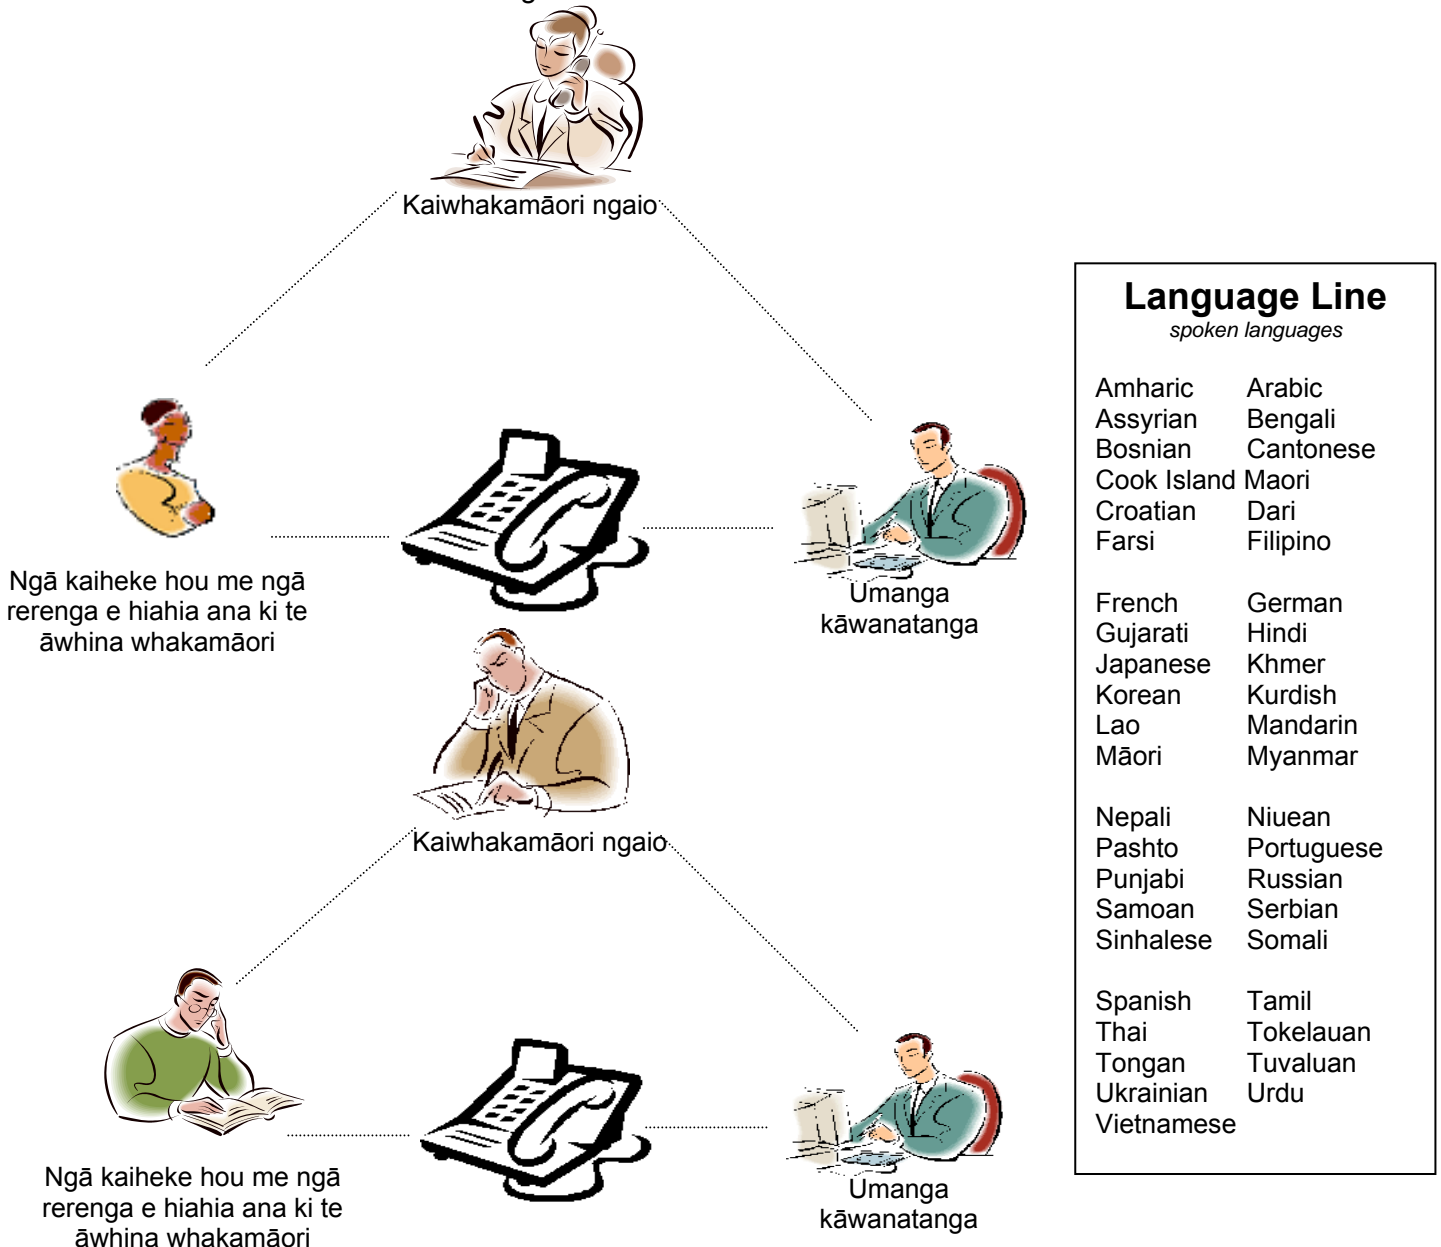 Kaiwhakamāori ngaio
Ngā kaiheke hou me ngā
rerenga e hiahia ana ki te
āwhina whakamāori
Umanga
kāwanatanga
Kaiwhakamāori ngaio
Ngā kaiheke hou me ngā
rerenga e hiahia ana ki te
āwhina whakamāori
Umanga
kāwanatanga
Language Line
spoken languages
Amharic Arabic
Assyrian Bengali
Bosnian Cantonese
Cook Island Maori
Croatian Dari
Farsi Filipino
French German
Gujarati Hindi
Japanese Khmer
Korean Kurdish
Lao Mandarin
Māori Myanmar
Nepali Niuean
Pashto Portuguese
Punjabi Russian
Samoan Serbian
Sinhalese Somali
Spanish Tamil
Thai Tokelauan
Tongan Tuvaluan
Ukrainian Urdu
Vietnamese